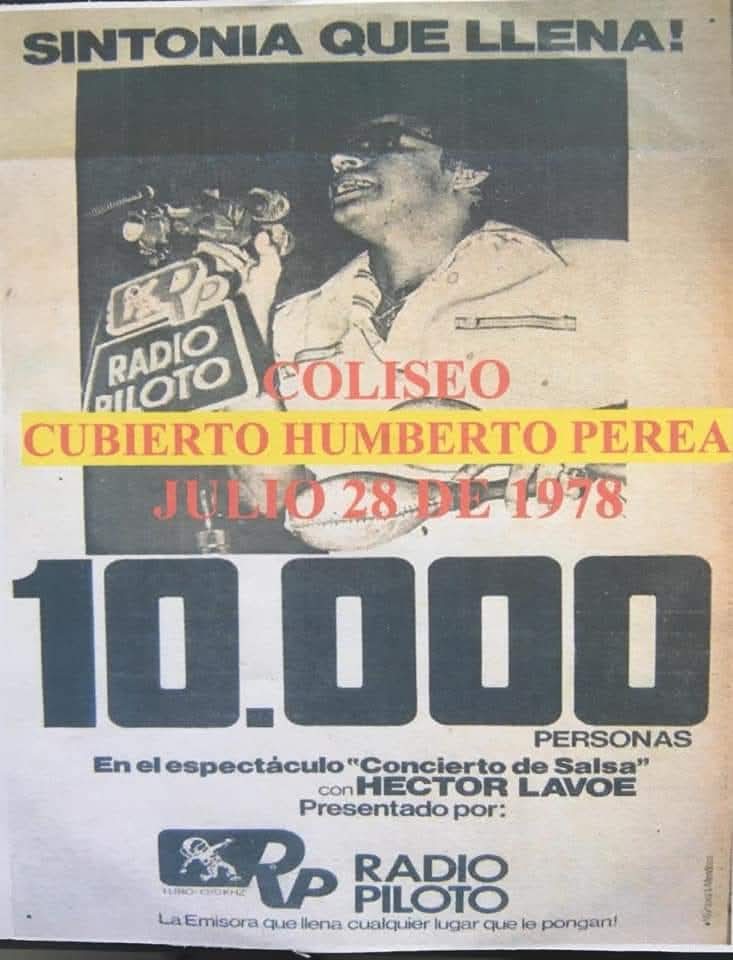 SINTONIA QUE LLENA!
RP
RADIO
PILOTO
COLISEO
CUBIERTO HUMBERTO PEREA
JULIO 28 DE 1978
10.000
PERSONAS
En el espectáculo "Concierto de Salsa"
con HECTOR LAVOE
Presentado por:
RP
RADIO
PILOTO
La Emisora que llena cualquier lugar que le pongan!